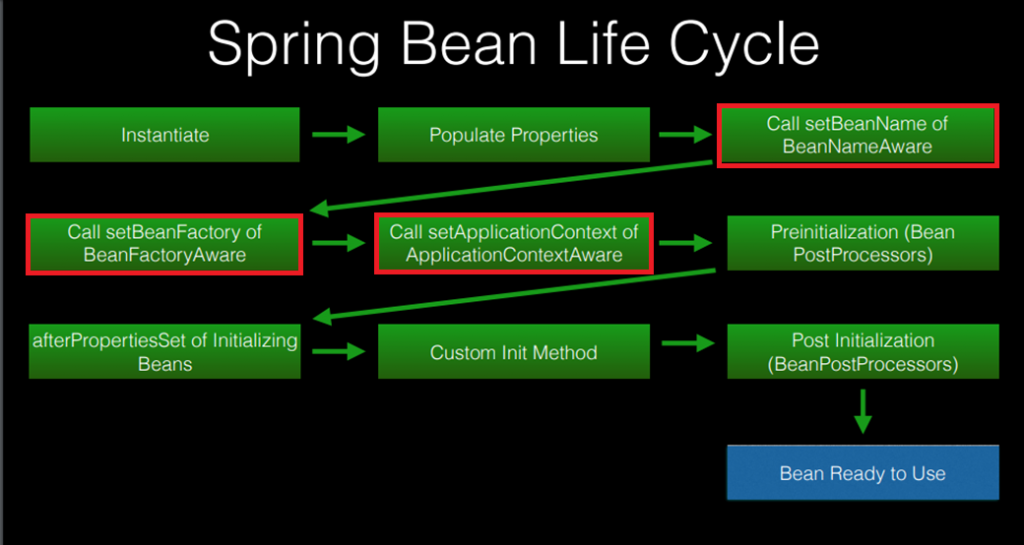 Spring Bean Life Cycle
Instantiate
Populate Properties
Call setBeanName of
BeanNameAware
Call setBeanFactory of
BeanFactoryAware
Call setApplicationContext of
ApplicationContextAware
Preinitialization (Bean
PostProcessors)
afterPropertiesSet of Initializing
Beans
Custom Init Method
Post Initialization
(BeanPostProcessors)
Bean Ready to Use